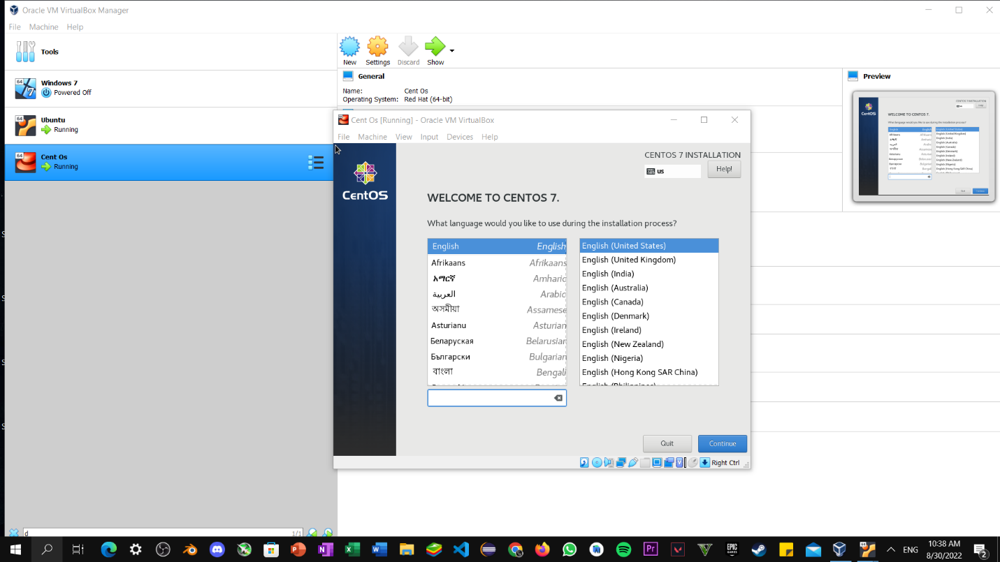 Oracle VM VirtualBox Manager
File Machine Help
Tools
New Settings Discard Show
64
Windows 7
Powered Off
64
Ubuntu
Running
64
Cent Os
Running
General
Name: Cent Os
Operating System: Red Hat (64-bit)
Preview
Cent Os [Running] - Oracle VM VirtualBox
File Machine View Input Devices Help
CentOS
CENTOS 7 INSTALLATION
us
Help!
WELCOME TO CENTOS 7.
What language would you like to use during the installation process?
English English
Afrikaans Afrikaans
አማርኛ Amharic
العربية Arabic
অসমীয়া Assamese
Asturianu Asturian
Беларуская Belarusian
Български Bulgarian
বাংলা Bengali
English (United States)
English (United Kingdom)
English (India)
English (Australia)
English (Canada)
English (Denmark)
English (Ireland)
English (New Zealand)
English (Nigeria)
English (Hong Kong SAR China)
English (Philippines)
Quit Continue
Right Ctrl
d 1/1
ENG
10:38 AM
8/30/2022
2